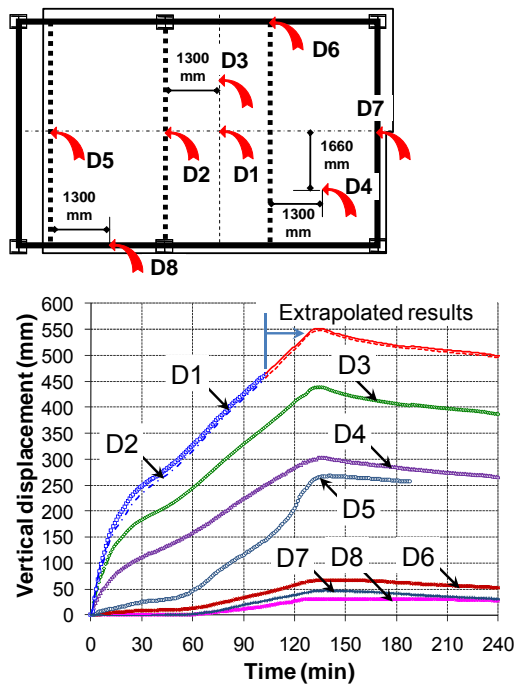 D6
1300
mm
D3
D7
D5
D2
D1
1660
mm
D4
1300
mm
1300
mm
D8
Vertical displacement (mm)
600
550
500
450
400
350
300
250
200
150
100
50
0
Extrapolated results
D1
D3
D2
D4
D5
D7
D8
D6
0
30
60
90
120
150
180
210
240
Time (min)